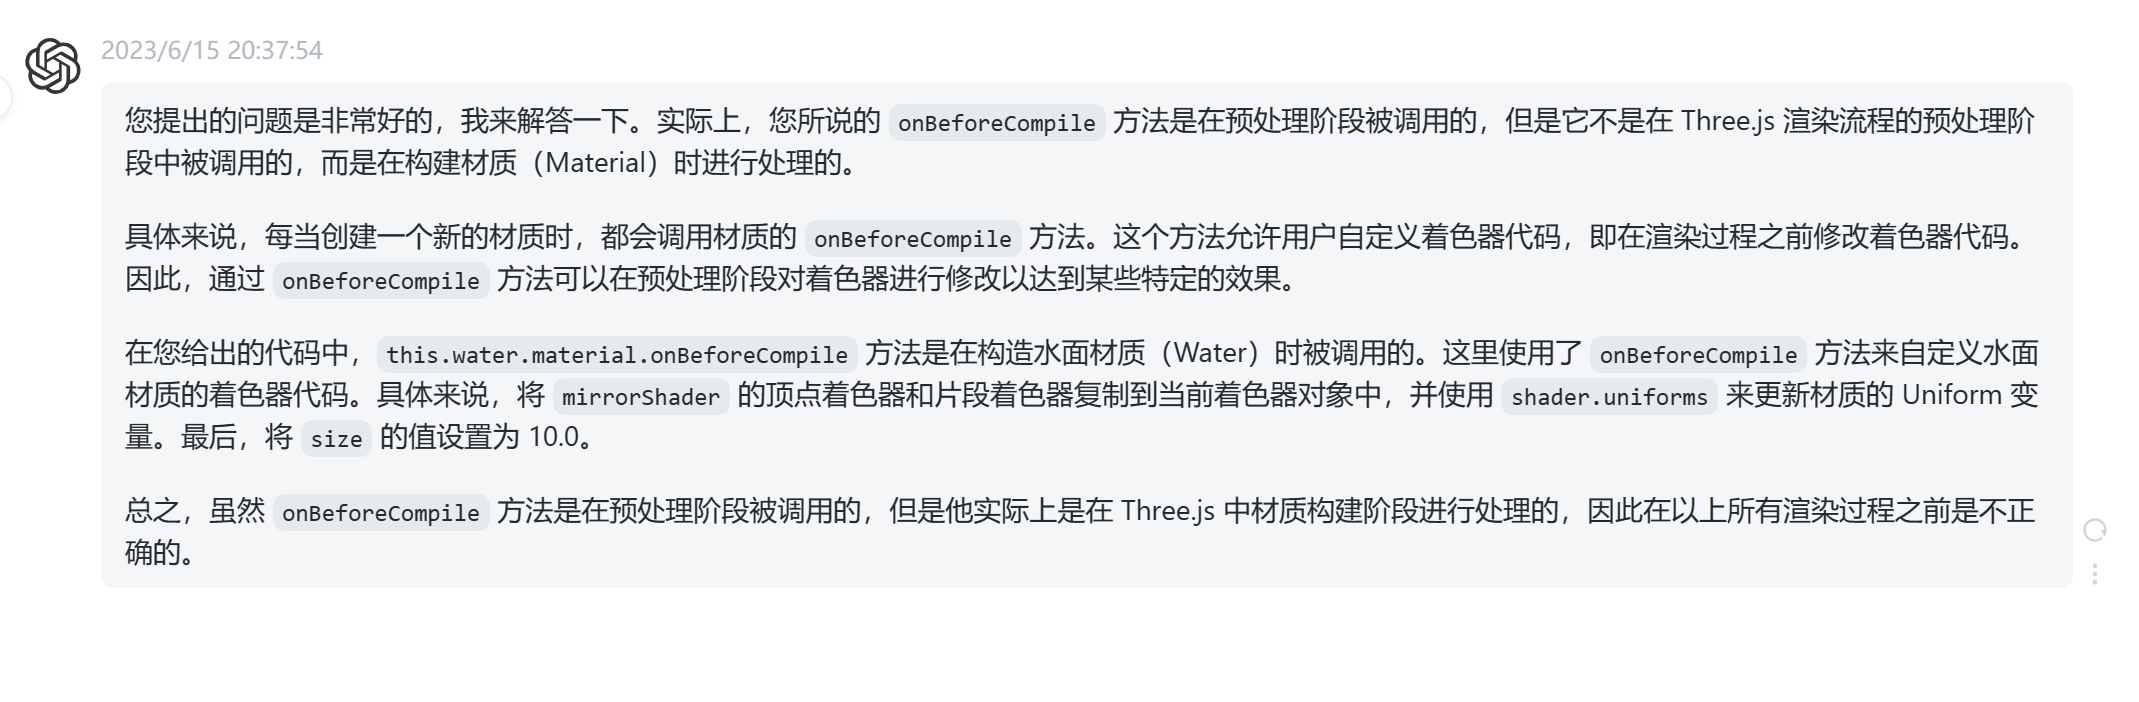 2023/6/15 20:37:54
您提出的问题是非常好的，我来解答一下。实际上，您所说的 onBeforeCompile 方法是在预处理阶段被调用的，但是它不是在 Three.js 渲染流程的预处理阶
段中被调用的，而是在构建材质（Material）时进行处理的。
具体来说，每当创建一个新的材质时，都会调用材质的 onBeforeCompile 方法。这个方法允许用户自定义着色器代码，即在渲染过程之前修改着色器代码。
因此，通过 onBeforeCompile 方法可以在预处理阶段对着色器进行修改以达到某些特定的效果。
在您给出的代码中， this.water.material.onBeforeCompile 方法是在构造水面材质（Water）时被调用的。这里使用了 onBeforeCompile 方法来自定义水面
材质的着色器代码。具体来说，将 mirrorShader 的顶点着色器和片段着色器复制到当前着色器对象中，并使用 shader.uniforms 来更新材质的 Uniform 变
量。最后，将 size 的值设置为 10.0。
总之，虽然 onBeforeCompile 方法是在预处理阶段被调用的，但是他实际上是在 Three.js 中材质构建阶段进行处理的，因此在以上所有渲染过程之前是不正
确的。